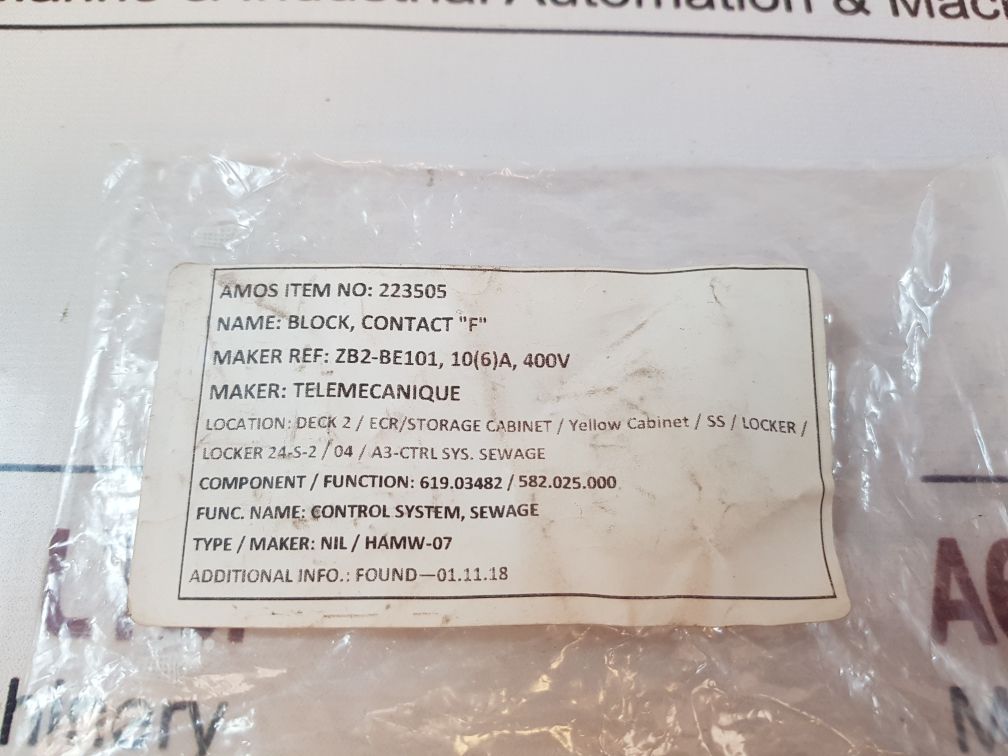 & Industrial Automation &
AMOS ITEM NO: 223505
NAME: BLOCK, CONTACT "F"
MAKER REF: ZB2-BE101, 10(6)A, 400V
MAKER: TELEMECANIQUE
LOCATION: DECK 2 / ECR/STORAGE CABINET / Yellow Cabinet / SS / LOCKER /
LOCKER 24-S-2 / 04 / A3-CTRL SYS. SEWAGE
COMPONENT / FUNCTION: 619.03482 / 582.025.000
FUNC. NAME: CONTROL SYSTEM, SEWAGE
TYPE / MAKER: NIL / HAMW-07
ADDITIONAL INFO.: FOUND—01.11.18